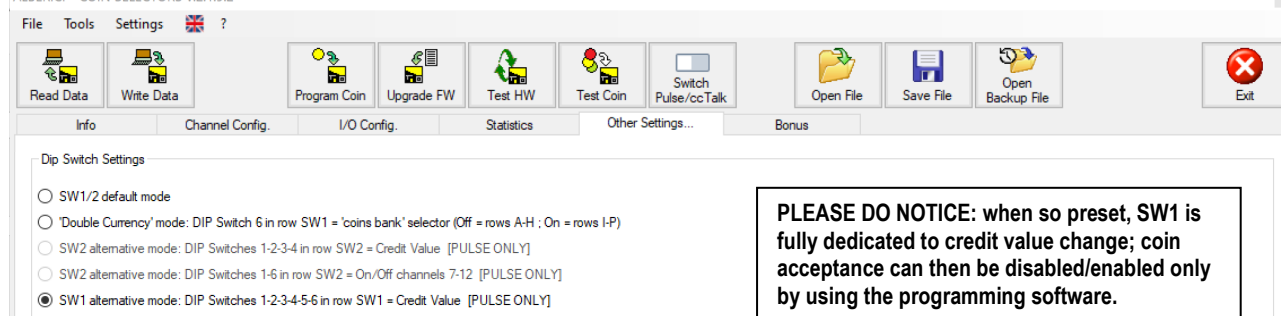 File Tools Settings ?
Read Data Write Data Program Coin Upgrade FW Test HW Test Coin Switch Pulse/ccTalk Open File Save File Open Backup File Exit
Info Channel Config. I/O Config. Statistics Other Settings... Bonus
Dip Switch Settings
SW1/2 default mode
'Double Currency' mode: DIP Switch 6 in row SW1 = 'coins bank' selector (Off = rows A-H ; On = rows I-P)
SW2 alternative mode: DIP Switches 1-2-3-4 in row SW2 = Credit Value [PULSE ONLY]
SW2 alternative mode: DIP Switches 1-6 in row SW2 = On/Off channels 7-12 [PULSE ONLY]
SW1 alternative mode: DIP Switches 1-2-3-4-5-6 in row SW1 = Credit Value [PULSE ONLY]
PLEASE DO NOTICE: when so preset, SW1 is
fully dedicated to credit value change; coin
acceptance can then be disabled/enabled only
by using the programming software.